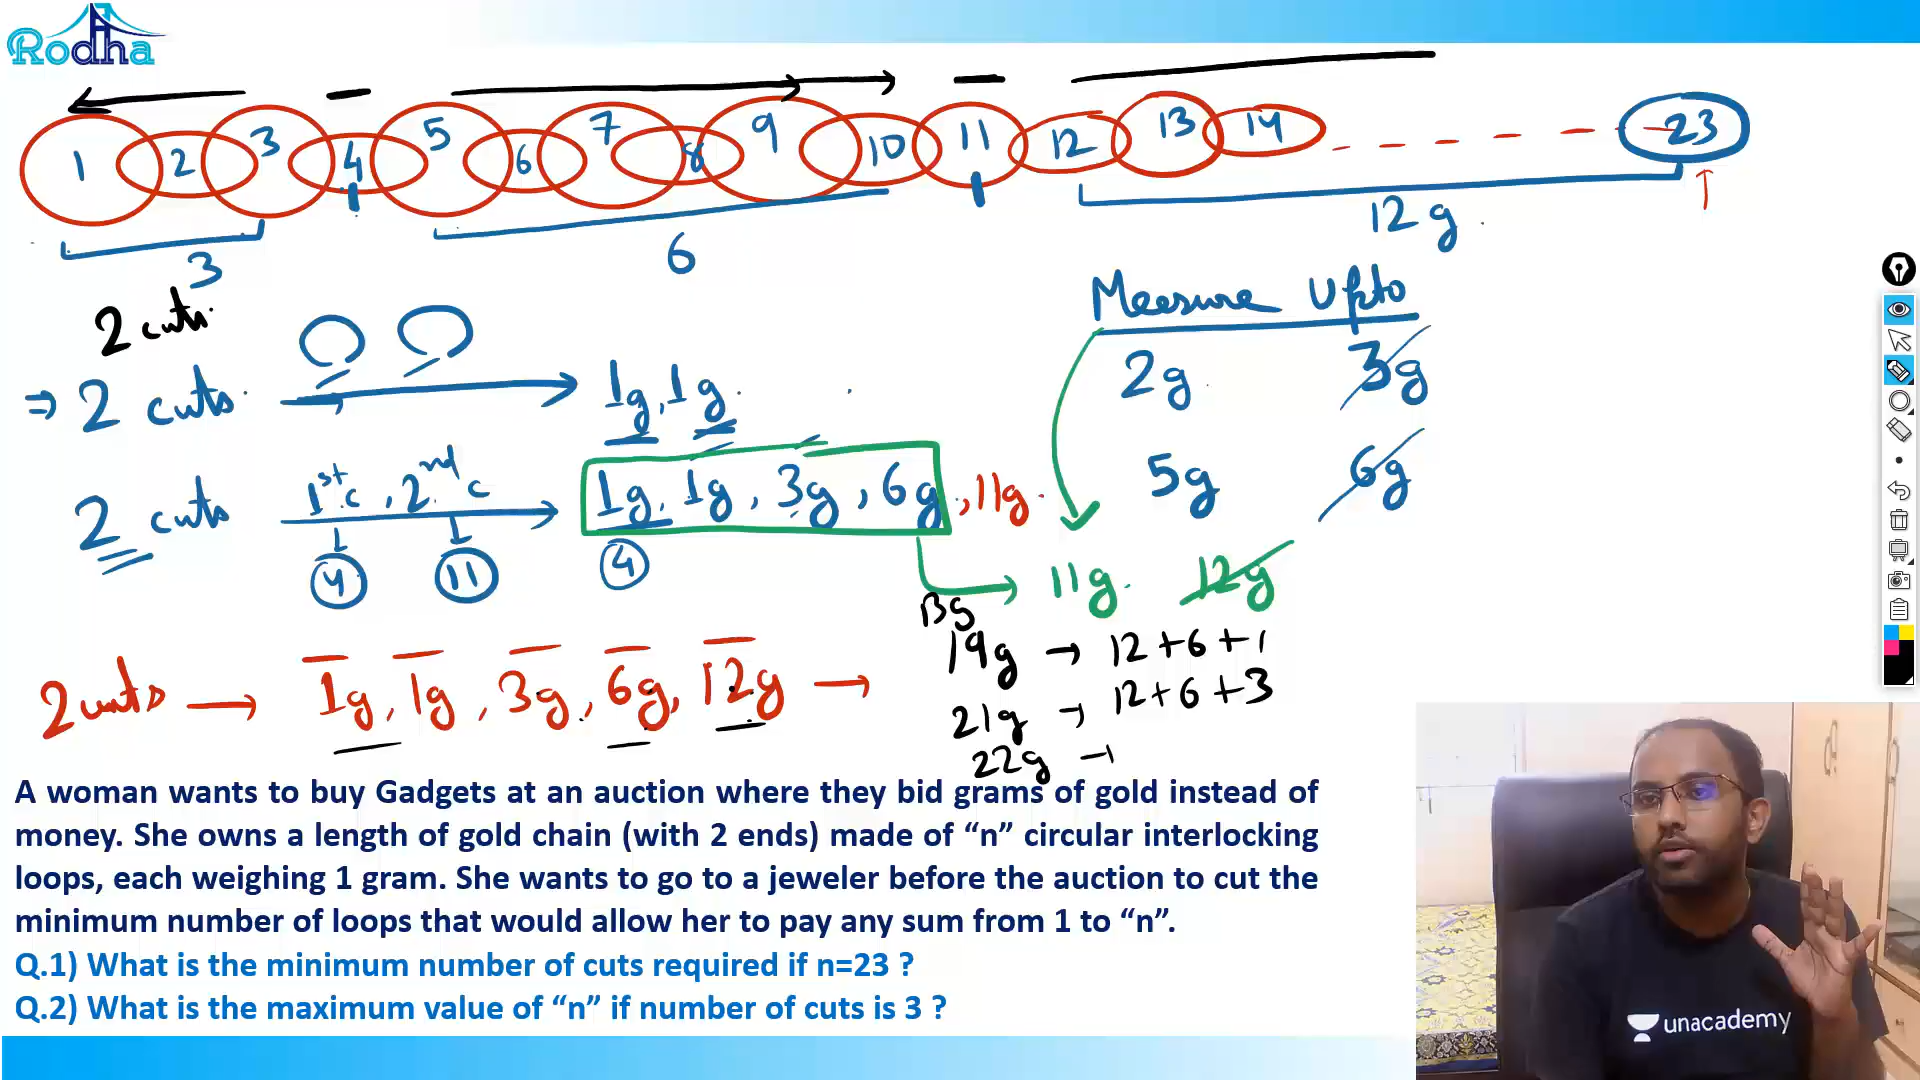 Rodha
1 2 3 4 5 6 7 8 9 10 11 12 13 14 23
3 6 12g
2 cuts.
Measure Upto
⇒ 2 cuts. → 1g, 1g. 2g 3g
2 cuts 1st c, 2nd c → 1g, 1g, 3g, 6g, 11g. 5g 6g
4 11 4
→ 11g. 12g
13g
19g → 12+6+1
2 cuts → 1g, 1g, 3g, 6g, 12g →
21g → 12+6+3
22g →
A woman wants to buy Gadgets at an auction where they bid grams of gold instead of
money. She owns a length of gold chain (with 2 ends) made of “n” circular interlocking
loops, each weighing 1 gram. She wants to go to a jeweler before the auction to cut the
minimum number of loops that would allow her to pay any sum from 1 to “n”.
Q.1) What is the minimum number of cuts required if n=23 ?
Q.2) What is the maximum value of “n” if number of cuts is 3 ?
unacademy